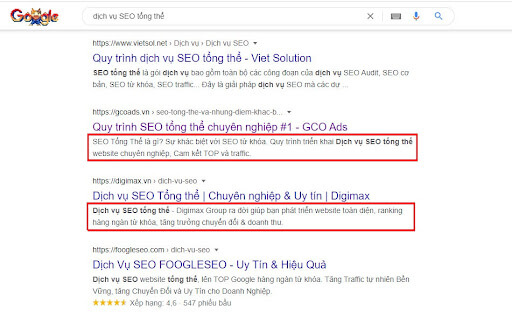 Google
dịch vụ SEO tổng thể
https://www.vietsol.net › Dịch vụ › Dịch vụ SEO
Quy trình dịch vụ SEO tổng thể - Viet Solution
SEO tổng thể là gói dịch vụ bao gồm toàn bộ các công đoạn của dịch vụ SEO Audit, SEO cơ
bản, SEO từ khóa, SEO traffic... Đây là giải pháp dịch vụ SEO mà các dự ...
https://gcoads.vn › seo-tong-the-va-nhung-diem-khac-b...
Quy trình SEO tổng thể chuyên nghiệp #1 - GCO Ads
SEO Tổng Thể là gì? Sự khác biệt với SEO từ khóa. Quy trình triển khai Dịch vụ SEO tổng thể
website chuyên nghiệp, Cam kết TOP và traffic.
https://digimax.vn › dich-vu-seo
Dịch vụ SEO Tổng thể | Chuyên nghiệp & Uy tín | Digimax
Dịch vụ SEO tổng thể - Digimax Group ra đời giúp bạn phát triển website toàn diện, ranking
hàng ngàn từ khóa, tăng trưởng chuyển đổi & doanh thu.
https://foogleseo.com › dich-vu-seo
Dịch Vụ SEO FOOGLESEO - Uy Tín & Hiệu Quả
Dịch vụ SEO website tổng thể, lên TOP Google hàng ngàn từ khóa. Tăng Traffic tự nhiên Bền
Vững, tăng Chuyển Đổi và Uy Tín cho Doanh Nghiệp.
Xếp hạng: 4,6 · 547 phiếu bầu